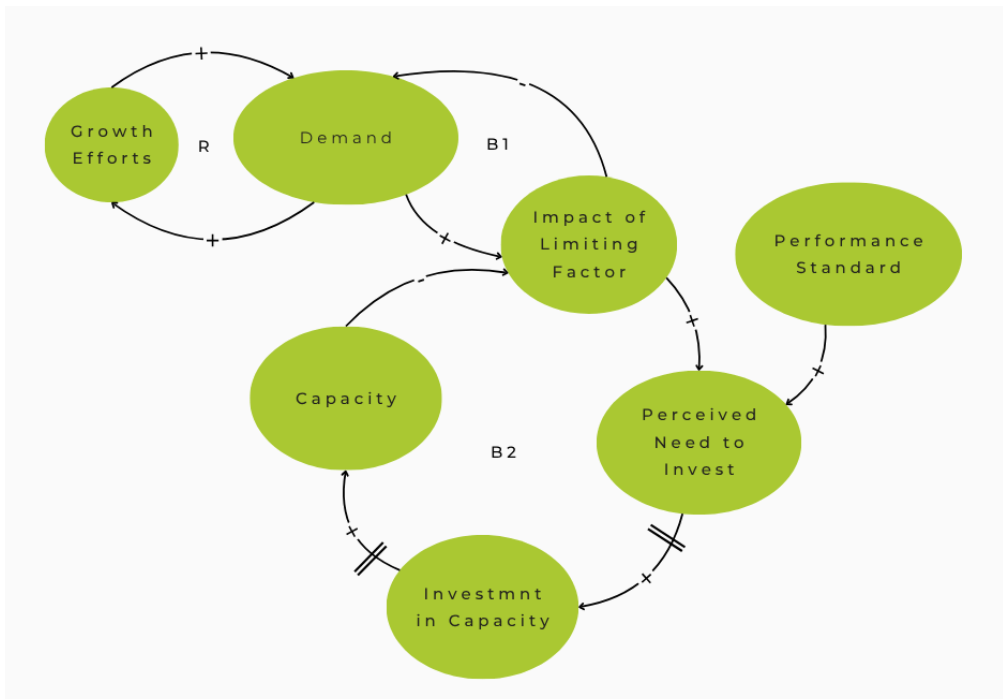 +
-
Growth
Efforts
R
Demand
B1
+
+
Impact of
Limiting
Factor
Performance
Standard
-
+
+
Capacity
Perceived
Need to
Invest
B2
+
+
Investmnt
in Capacity